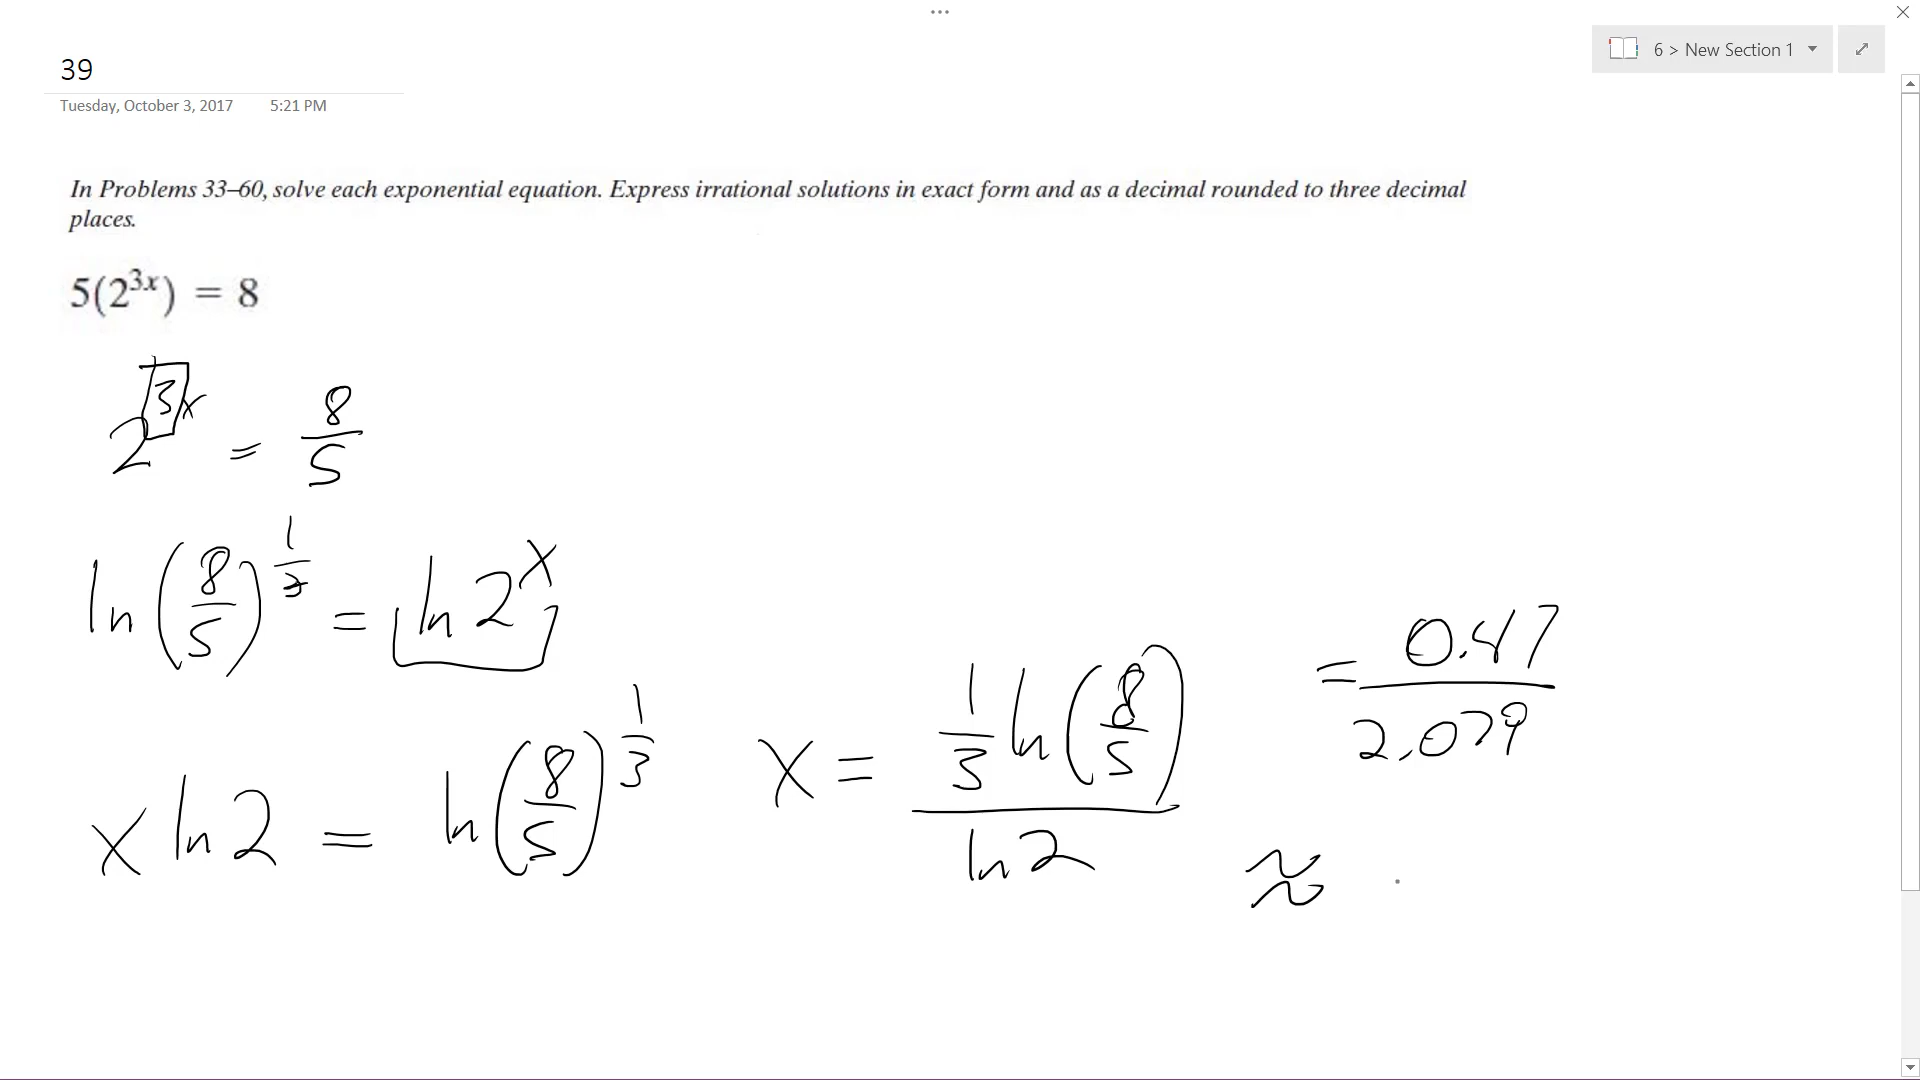 6 > New Section 1
39
Tuesday, October 3, 2017 5:21 PM
In Problems 33–60, solve each exponential equation. Express irrational solutions in exact form and as a decimal rounded to three decimal
places.
5(2^{3x}) = 8
2^{3x} = 8/5
ln(8/5)^{1/3} = ln 2^x
x ln 2 = ln(8/5)^{1/3}
x = (1/3 ln(8/5))/(ln 2)
= 0.47/2.079
≈